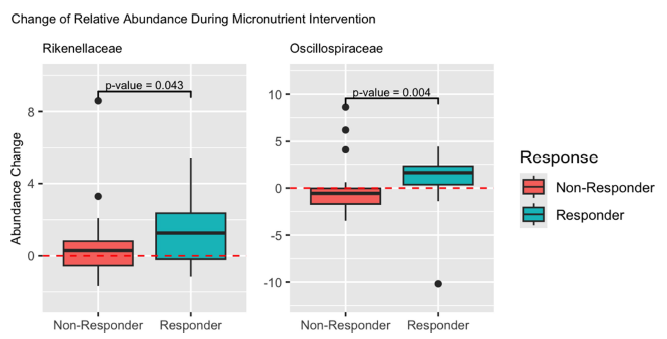 Change of Relative Abundance During Micronutrient Intervention
Rikenellaceae
Oscillospiraceae
p-value = 0.043
p-value = 0.004
8
4
0
10
5
0
-5
-10
Abundance Change
Non-Responder
Responder
Non-Responder
Responder
Response
Non-Responder
Responder